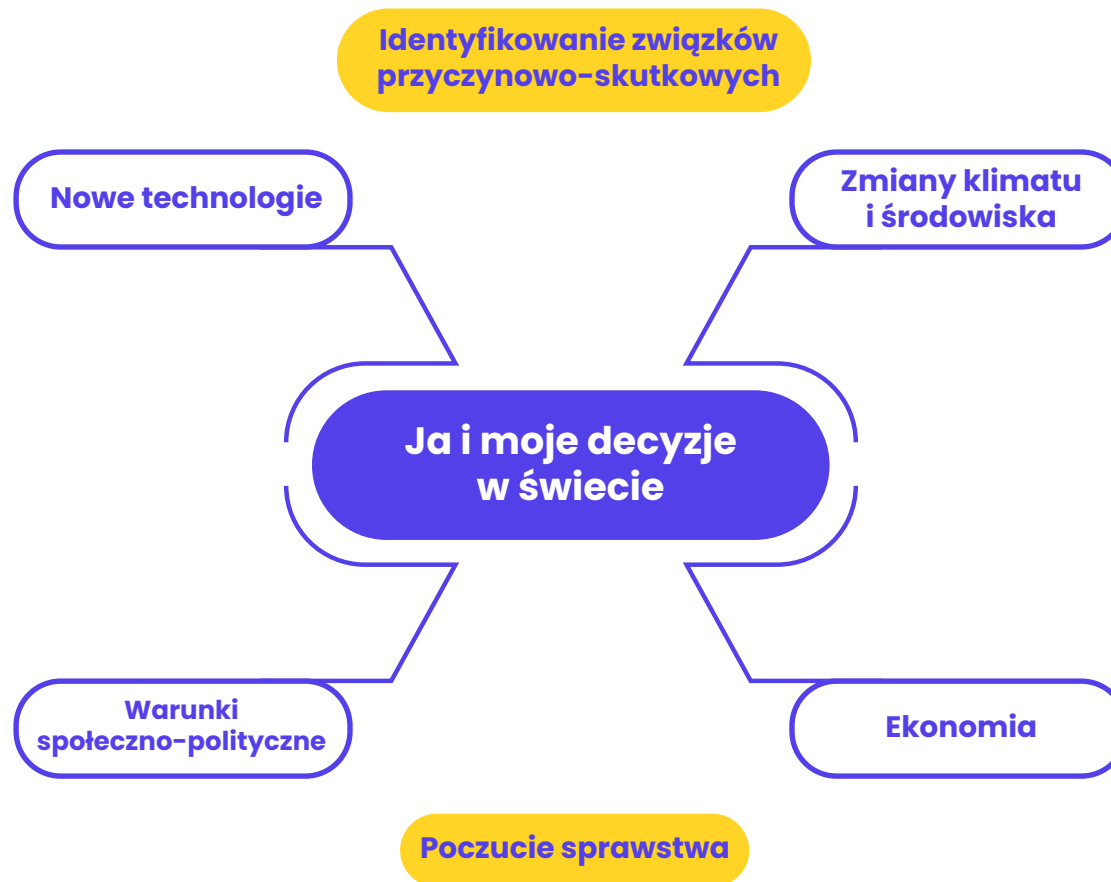 Identyfikowanie związków
przyczynowo-skutkowych
Nowe technologie
Zmiany klimatu
i środowiska
Ja i moje decyzje
w świecie
Warunki
społeczno-polityczne
Ekonomia
Poczucie sprawstwa